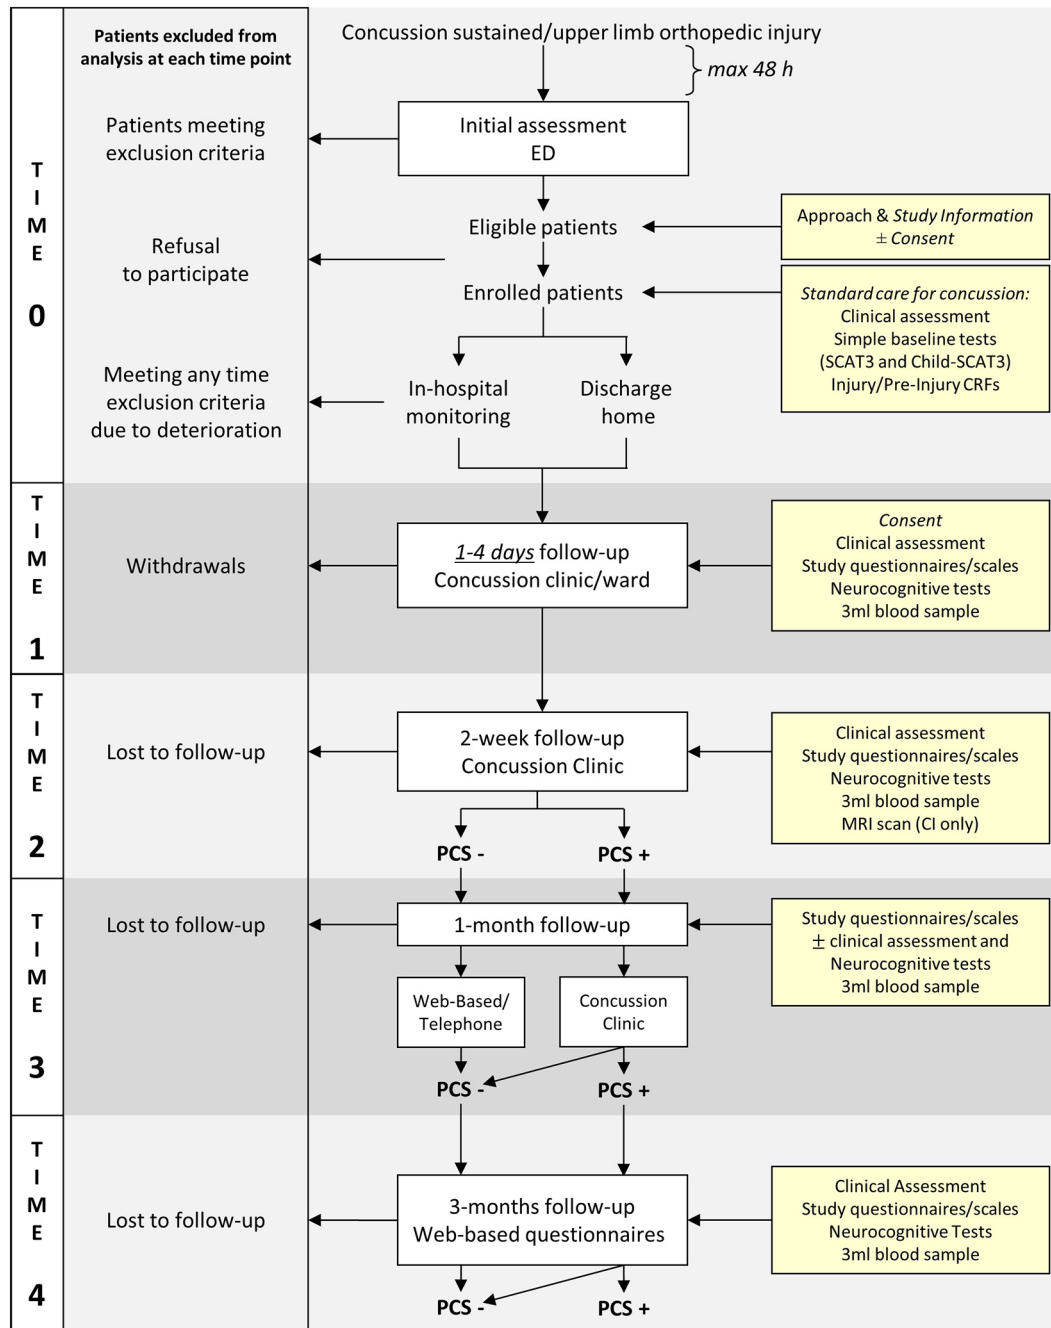 TIME
0
Patients excluded from
analysis at each time point
Concussion sustained/upper limb orthopedic injury
max 48 h
Patients meeting
exclusion criteria
Initial assessment
ED
Eligible patients
Approach & Study Information
± Consent
Refusal
to participate
Enrolled patients
Standard care for concussion:
Clinical assessment
Simple baseline tests
(SCAT3 and Child-SCAT3)
Injury/Pre-Injury CRFs
Meeting any time
exclusion criteria
due to deterioration
In-hospital
monitoring
Discharge
home
TIME
1
Withdrawals
1-4 days follow-up
Concussion clinic/ward
Consent
Clinical assessment
Study questionnaires/scales
Neurocognitive tests
3ml blood sample
TIME
2
Lost to follow-up
2-week follow-up
Concussion Clinic
Clinical assessment
Study questionnaires/scales
Neurocognitive tests
3ml blood sample
MRI scan (CI only)
PCS -
PCS +
TIME
3
Lost to follow-up
1-month follow-up
Study questionnaires/scales
± clinical assessment and
Neurocognitive tests
3ml blood sample
Web-Based/
Telephone
Concussion
Clinic
PCS -
PCS +
TIME
4
Lost to follow-up
3-months follow-up
Web-based questionnaires
Clinical Assessment
Study questionnaires/scales
Neurocognitive Tests
3ml blood sample
PCS -
PCS +